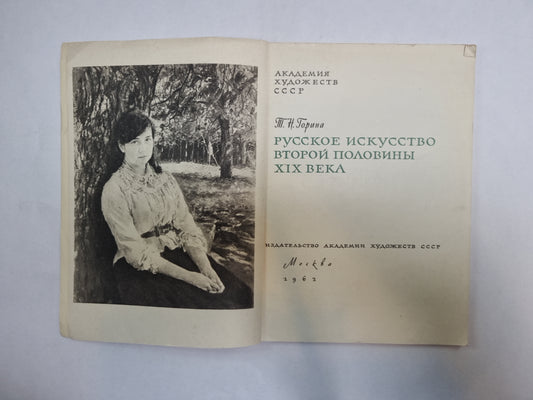 АКАДЕМИЯ
ХУДОЖЕСТВ
СССР
Т. Н. Горина
РУССКОЕ ИСКУССТВО
ВТОРОЙ ПОЛОВИНЫ
XIX ВЕКА
ИЗДАТЕЛЬСТВО АКАДЕМИИ ХУДОЖЕСТВ СССР
Москва
1962